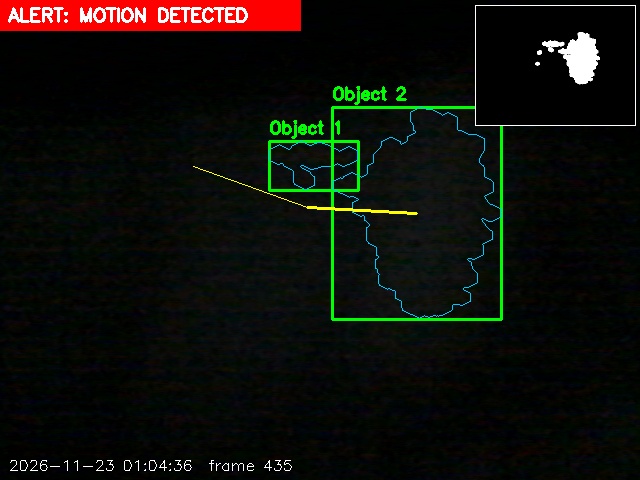 ALERT: MOTION DETECTED
Object 2
Object 1
2026-11-23 01:04:36 frame 435